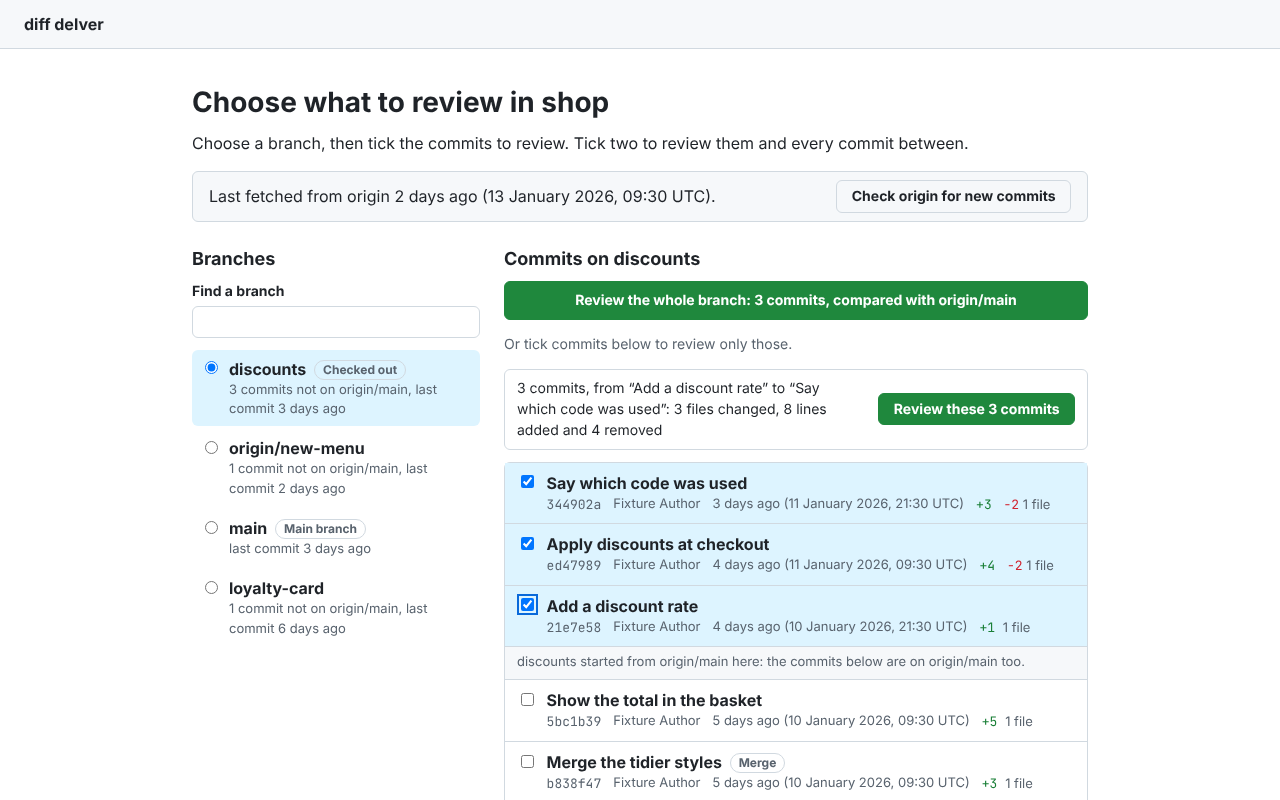 diff delver
Choose what to review in shop
Choose a branch, then tick the commits to review. Tick two to review them and every commit between.
Last fetched from origin 2 days ago (13 January 2026, 09:30 UTC).
Check origin for new commits
Branches
Find a branch
discounts Checked out
3 commits not on origin/main, last
commit 3 days ago
origin/new-menu
1 commit not on origin/main, last
commit 2 days ago
main Main branch
last commit 3 days ago
loyalty-card
1 commit not on origin/main, last
commit 6 days ago
Commits on discounts
Review the whole branch: 3 commits, compared with origin/main
Or tick commits below to review only those.
3 commits, from “Add a discount rate” to “Say
which code was used”: 3 files changed, 8 lines
added and 4 removed
Review these 3 commits
Say which code was used
344902a Fixture Author 3 days ago (11 January 2026, 21:30 UTC) +3 -2 1 file
Apply discounts at checkout
ed47989 Fixture Author 4 days ago (11 January 2026, 09:30 UTC) +4 -2 1 file
Add a discount rate
21e7e58 Fixture Author 4 days ago (10 January 2026, 21:30 UTC) +1 1 file
discounts started from origin/main here: the commits below are on origin/main too.
Show the total in the basket
5bc1b39 Fixture Author 5 days ago (10 January 2026, 09:30 UTC) +5 1 file
Merge the tidier styles Merge
b838f47 Fixture Author 5 days ago (10 January 2026, 09:30 UTC) +3 1 file